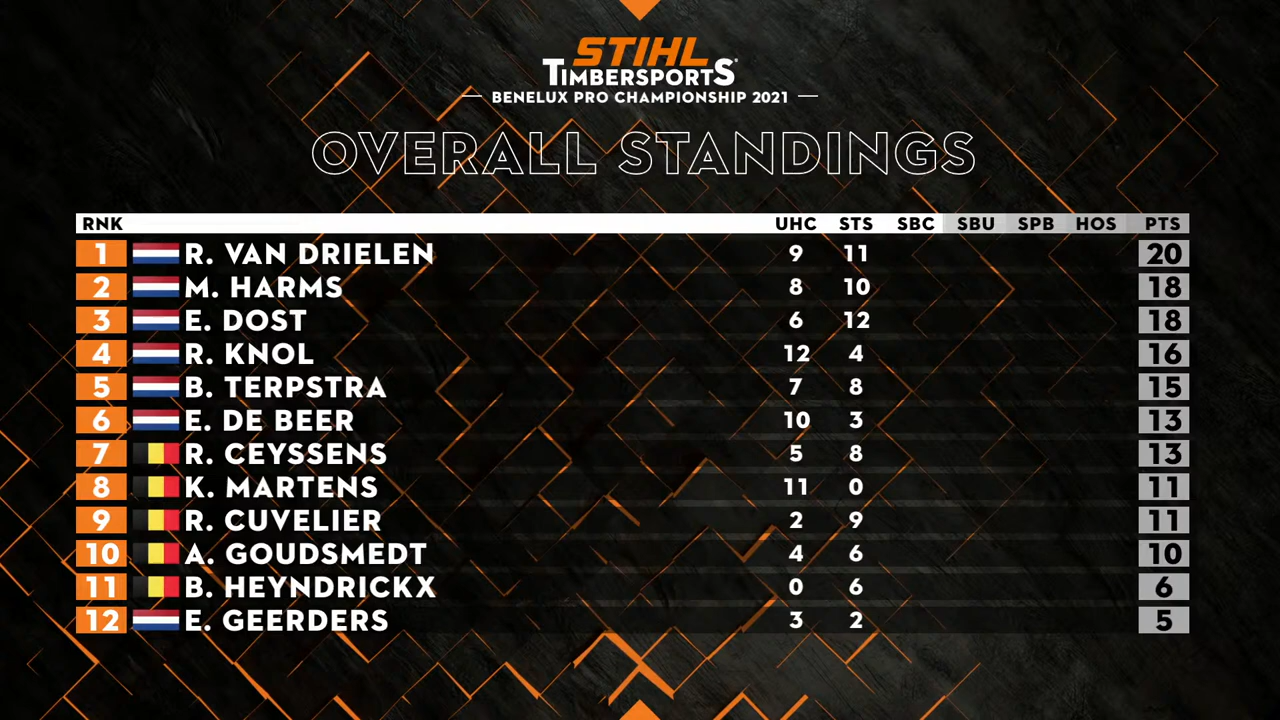 STIHL
TIMBERSPORTS®
BENELUX PRO CHAMPIONSHIP 2021
OVERALL STANDINGS
RNK UHC STS SBC SBU SPB HOS PTS
1 R. VAN DRIELEN 9 11 20
2 M. HARMS 8 10 18
3 E. DOST 6 12 18
4 R. KNOL 12 4 16
5 B. TERPSTRA 7 8 15
6 E. DE BEER 10 3 13
7 R. CEYSSENS 5 8 13
8 K. MARTENS 11 0 11
9 R. CUVELIER 2 9 11
10 A. GOUDSMEDT 4 6 10
11 B. HEYNDRICKX 0 6 6
12 E. GEERDERS 3 2 5